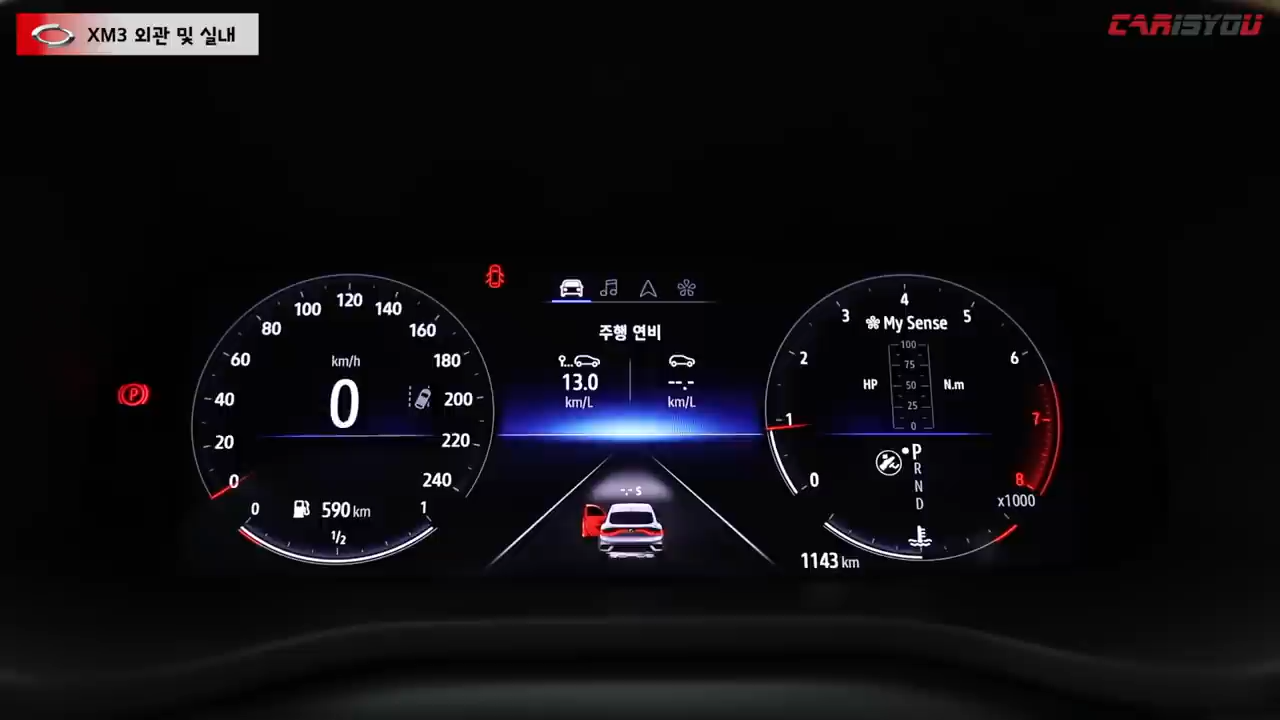 XM3 외관 및 실내
CARISYOU
주행 연비
13.0
km/L
--.-
km/L
km/h
0
0
20
40
60
80
100
120
140
160
180
200
220
240
0
590 km
1
1/2
-.- s
0
1
2
3
4
5
6
7
8
x1000
My Sense
HP
100
75
50
25
0
N.m
P
R
N
D
1143 km
P